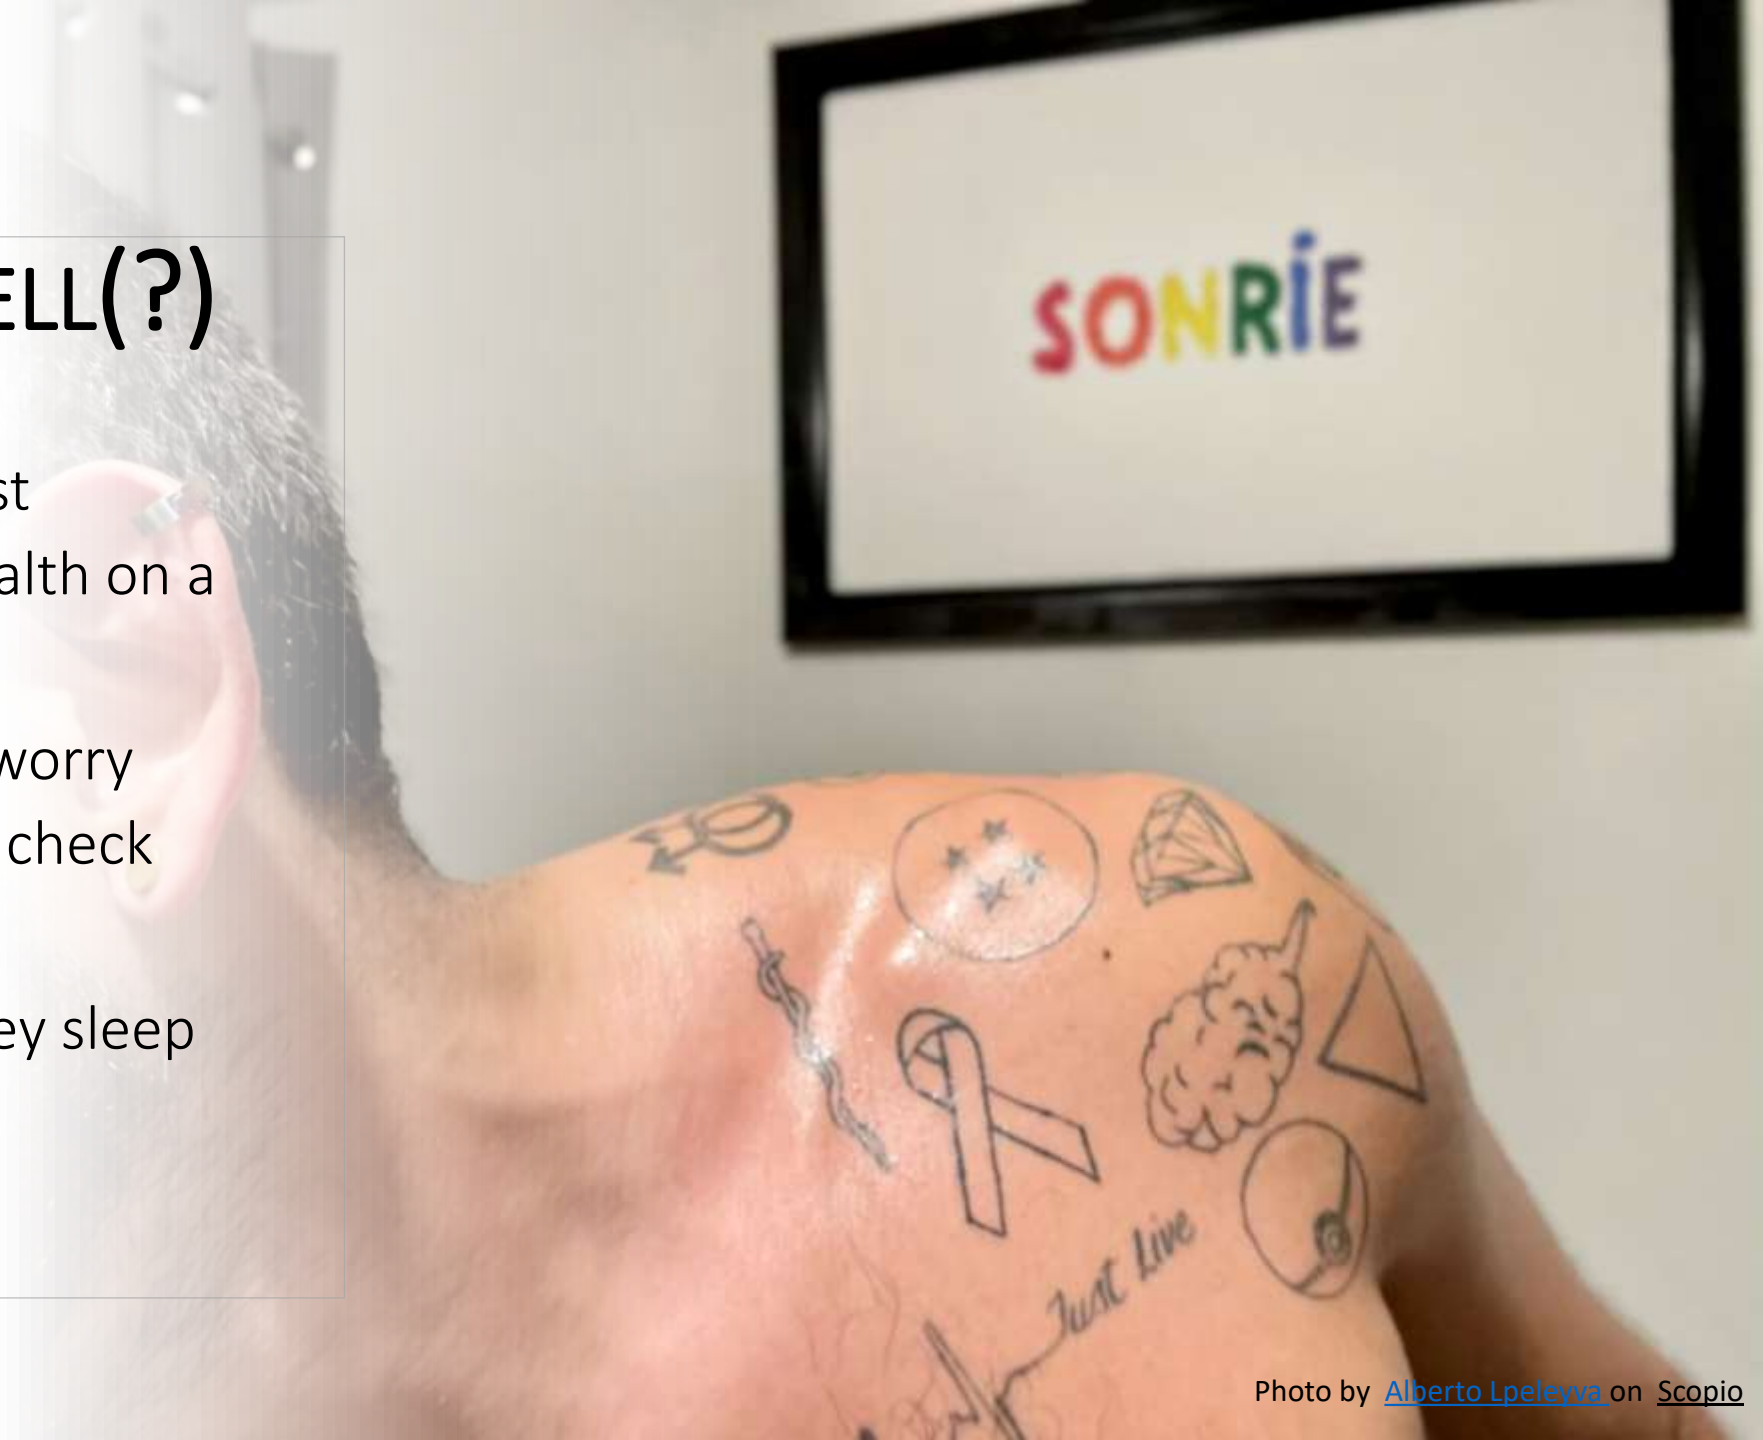 ELL(?)
SONRíE
st
alth on a
worry
check
ey sleep
Just Live
Photo by Alberto Lpeleyva on Scopio